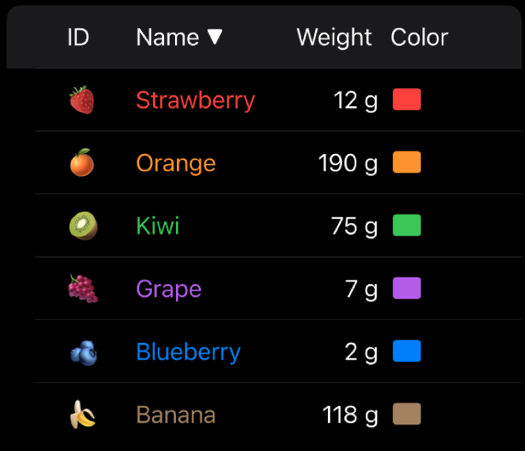 ID Name ▼ Weight Color
Strawberry 12 g
Orange 190 g
Kiwi 75 g
Grape 7 g
Blueberry 2 g
Banana 118 g